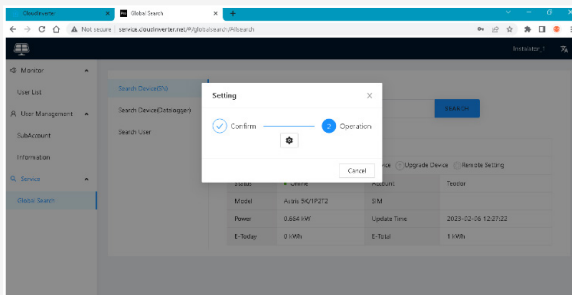 CloudInverter
Global Search
Not secure
service.cloudinverter.net/#/globalsearch/#/search
Installer_1
Monitor
User List
User Management
SubAccount
Information
Service
Global Search
Search Device(SN)
Search Device(Datalogger)
Search User
SEARCH
Setting
Confirm
2
Operation
Cancel
Upgrade Device
Remote Setting
Status
Online
Account
Teodor
Model
SIM
Power
0.664 kW
Update Time
2023-02-06 12:27:22
E-Today
0 kWh
E-Total
1 kWh